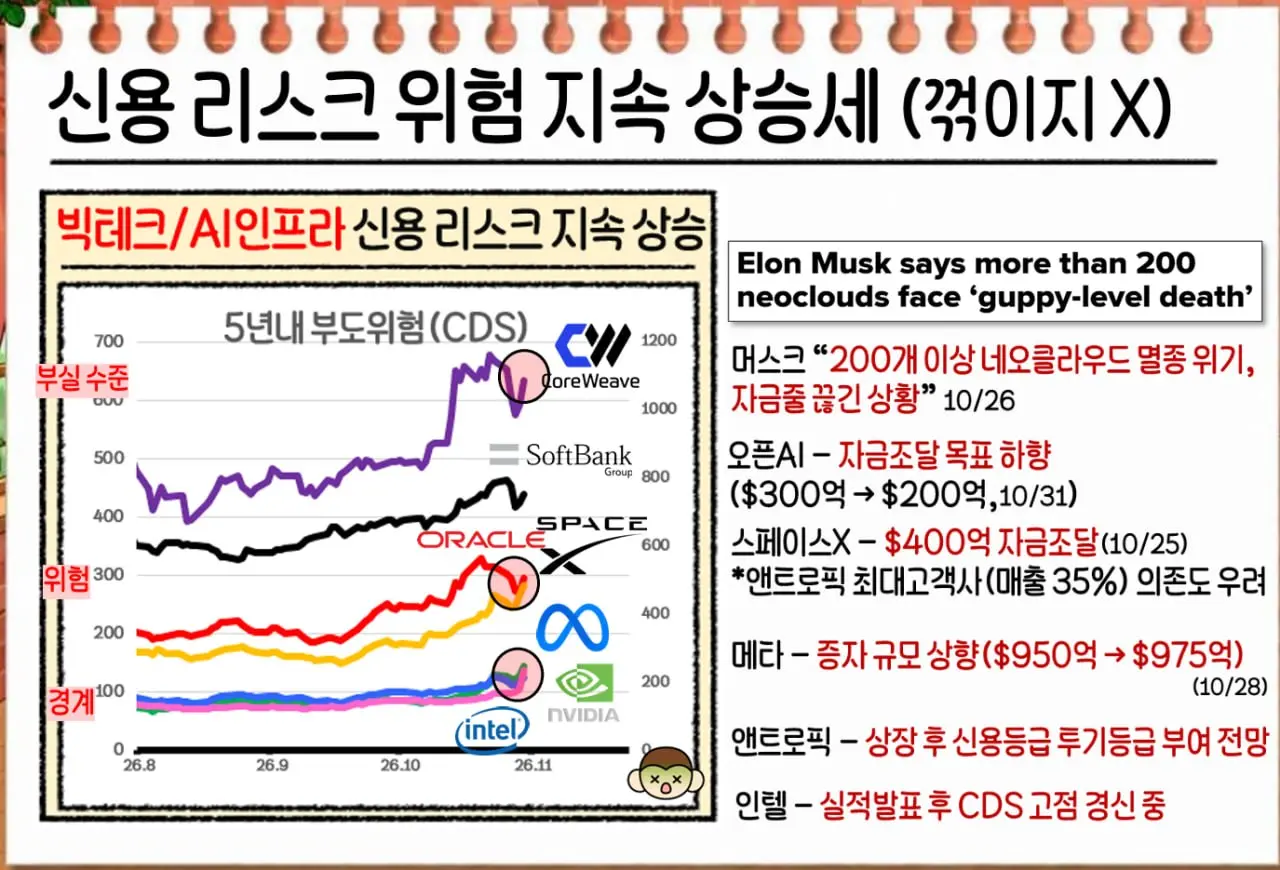 신용 리스크 위험 지속 상승세 (꺾이지 X)
빅테크/AI인프라 신용 리스크 지속 상승
5년내 부도위험(CDS)
700
600
500
400
300
200
100
0
부실 수준
위험
경계
1200
1000
800
600
400
200
0
26.8
26.9
26.10
26.11
CoreWeave
SoftBank
Group
SPACE X
ORACLE
NVIDIA
intel
Elon Musk says more than 200
neoclouds face ‘guppy-level death’
머스크 “200개 이상 네오클라우드 멸종 위기,
자금줄 끊긴 상황” 10/26
오픈AI – 자금조달 목표 하향
($300억 → $200억, 10/31)
스페이스X – $400억 자금조달(10/25)
*앤트로픽 최대고객사(매출 35%) 의존도 우려
메타 – 증자 규모 상향($950억 → $975억)
(10/28)
앤트로픽 – 상장 후 신용등급 투기등급 부여 전망
인텔 – 실적발표 후 CDS 고점 경신 중